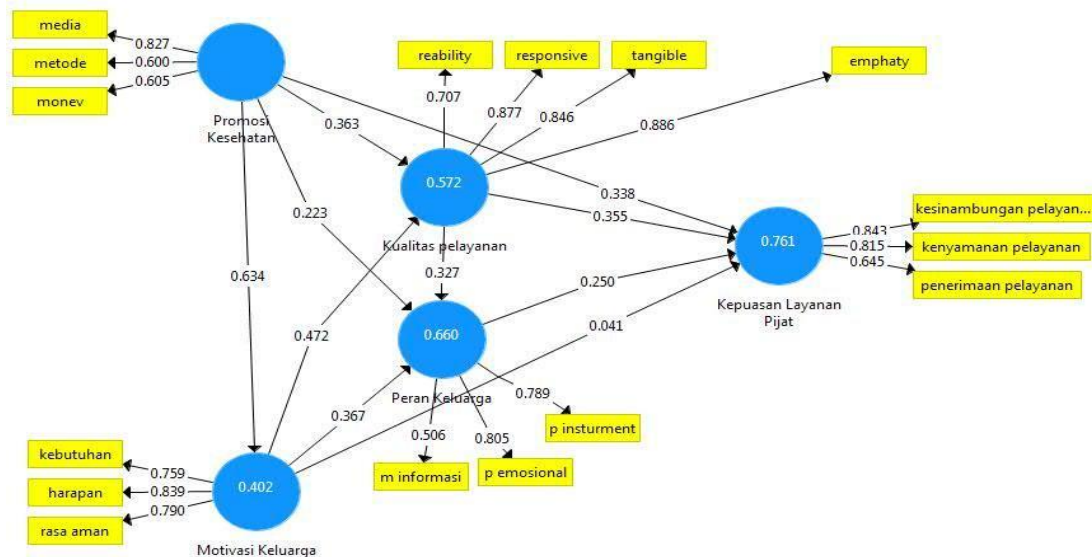 media
0.827
metode
0.600
monev
0.605
Promosi
Kesehatan
reability
responsive
tangible
emphaty
0.707
0.877
0.846
0.886
0.363
0.572
Kualitas pelayanan
0.223
0.338
0.355
0.634
0.327
0.472
0.761
Kepuasan Layanan
Pijat
kesinambungan pelayan...
0.843
kenyamanan pelayanan
0.815
penerimaan pelayanan
0.645
0.250
0.041
0.660
Peran Keluarga
0.367
0.506
0.805
0.789
p insturment
m informasi
p emosional
kebutuhan
0.759
harapan
0.839
rasa aman
0.790
0.402
Motivasi Keluarga